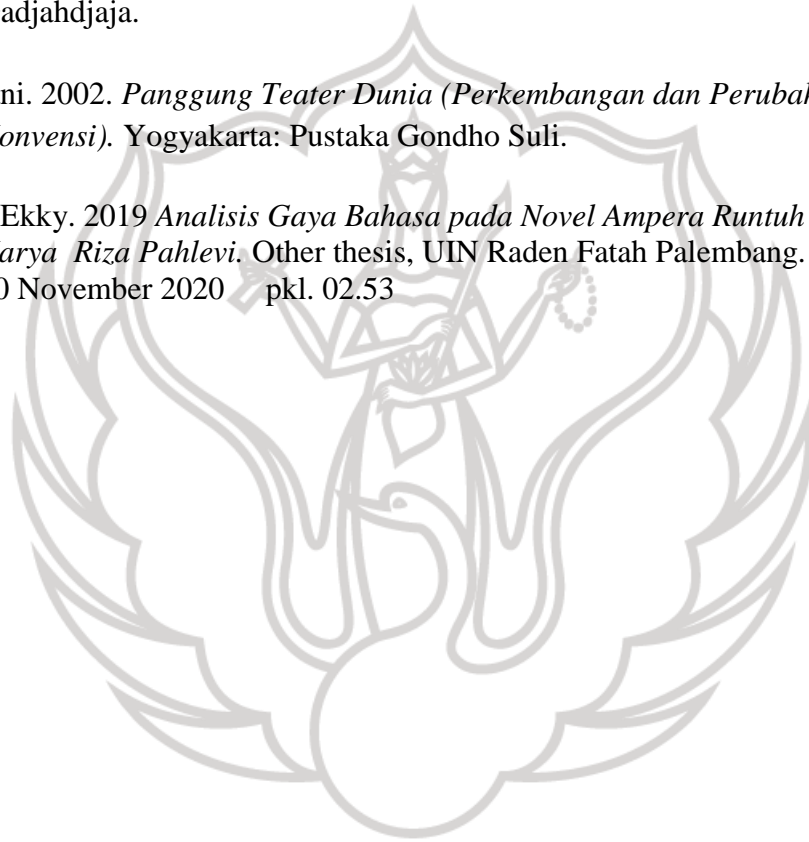 adjahdjaja.
ni. 2002. Panggung Teater Dunia (Perkembangan dan Perubah
onvensi). Yogyakarta: Pustaka Gondho Suli.
Ekky. 2019 Analisis Gaya Bahasa pada Novel Ampera Runtuh
arya Riza Pahlevi. Other thesis, UIN Raden Fatah Palembang.
0 November 2020 pkl. 02.53